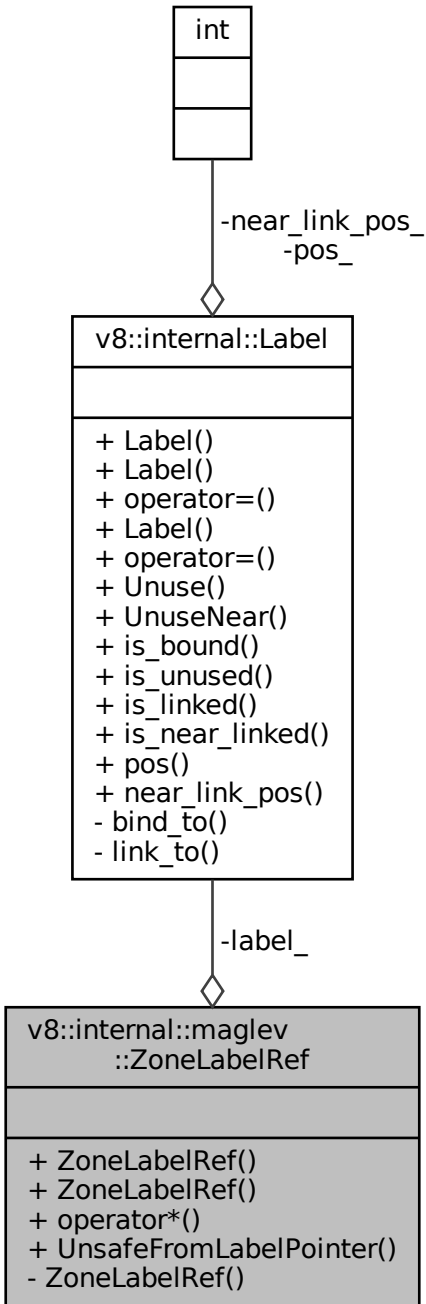 int
-near_link_pos_
-pos_
v8::internal::Label
+ Label()
+ Label()
+ operator=()
+ Label()
+ operator=()
+ Unuse()
+ UnuseNear()
+ is_bound()
+ is_unused()
+ is_linked()
+ is_near_linked()
+ pos()
+ near_link_pos()
- bind_to()
- link_to()
-label_
v8::internal::maglev
::ZoneLabelRef
+ ZoneLabelRef()
+ ZoneLabelRef()
+ operator*()
+ UnsafeFromLabelPointer()
- ZoneLabelRef()